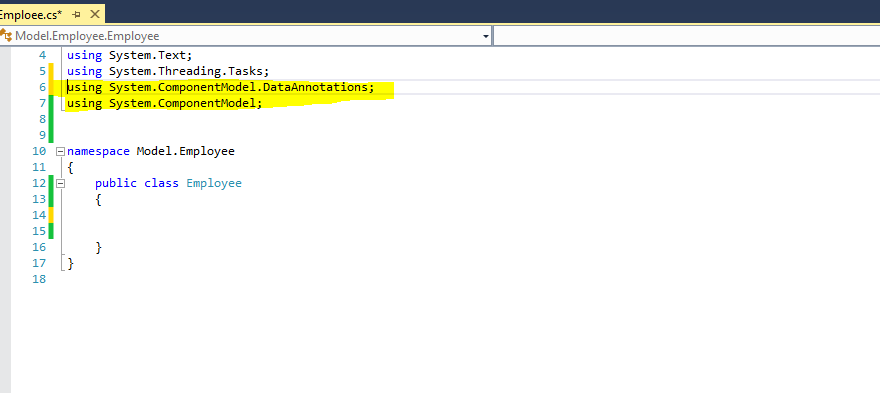 Emploee.cs*
Model.Employee.Employee
4 using System.Text;
5 using System.Threading.Tasks;
6 using System.ComponentModel.DataAnnotations;
7 using System.ComponentModel;
8
9
10 namespace Model.Employee
11 {
12 public class Employee
13 {
14
15
16 }
17 }
18